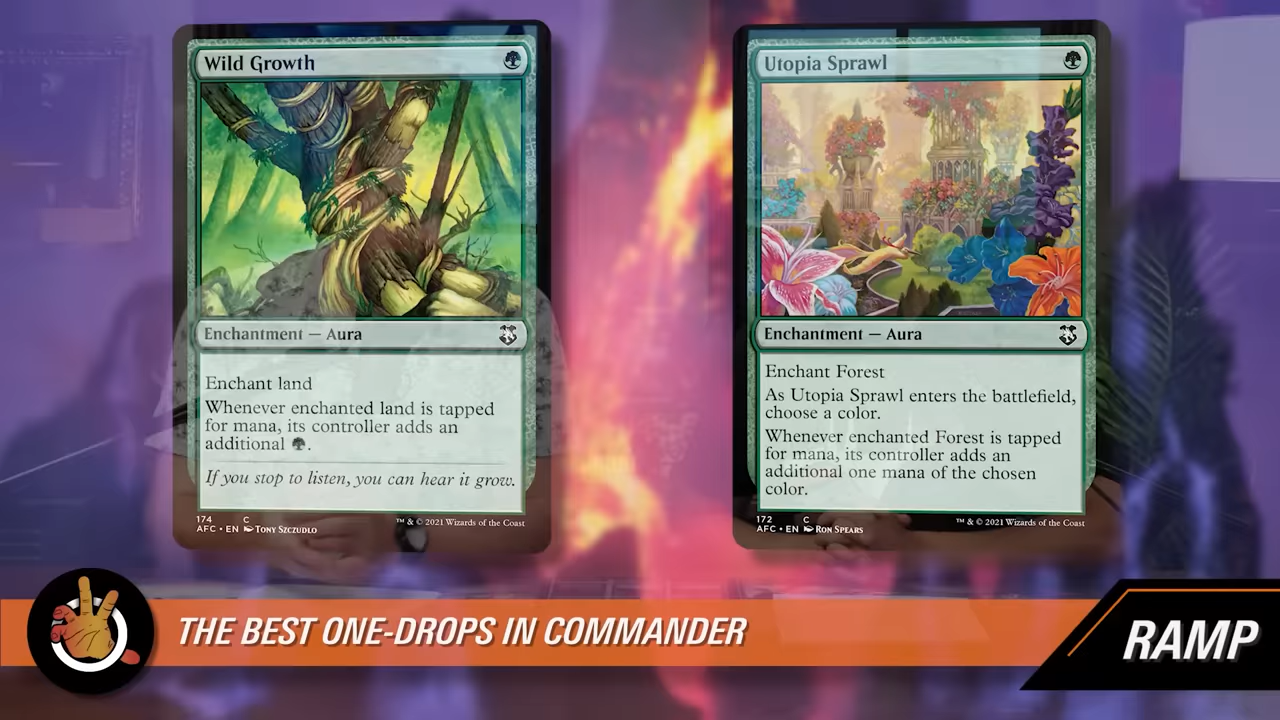 Wild Growth
Enchantment — Aura
Enchant land
Whenever enchanted land is tapped
for mana, its controller adds an
additional .
If you stop to listen, you can hear it grow.
174 C
AFC • EN Tony Szczudlo
™ & © 2021 Wizards of the Coast
Utopia Sprawl
Enchantment — Aura
Enchant Forest
As Utopia Sprawl enters the battlefield,
choose a color.
Whenever enchanted Forest is tapped
for mana, its controller adds an
additional one mana of the chosen
color.
172 C
AFC • EN Ron Spears
™ & © 2021 Wizards of the Coast
THE BEST ONE-DROPS IN COMMANDER
RAMP